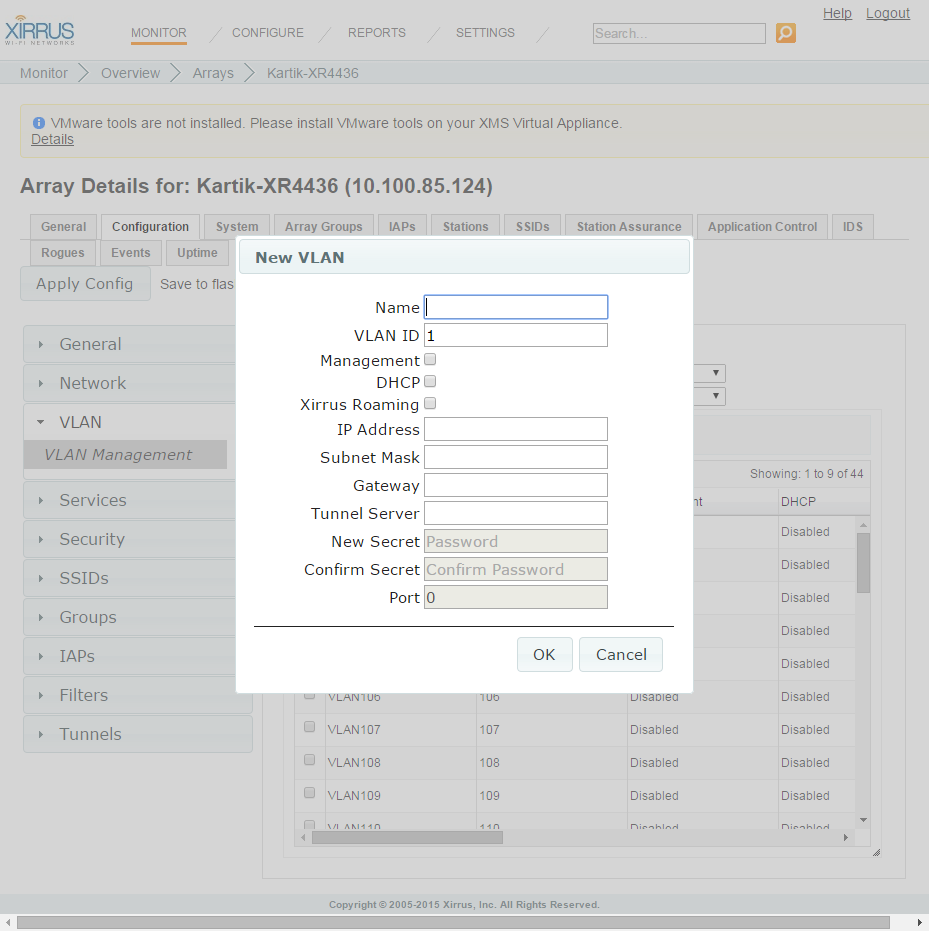 XIRRUS
WI-FI NETWORKS
MONITOR CONFIGURE REPORTS SETTINGS
Search...
Help Logout
Monitor Overview Arrays Kartik-XR4436
VMware tools are not installed. Please install VMware tools on your XMS Virtual Appliance.
Details
Array Details for: Kartik-XR4436 (10.100.85.124)
General Configuration System Array Groups IAPs Stations SSIDs Station Assurance Application Control IDS
Rogues Events Uptime
Apply Config Save to flas
New VLAN
Name
VLAN ID 1
Management
DHCP
Xirrus Roaming
IP Address
Subnet Mask
Gateway
Tunnel Server
New Secret Password
Confirm Secret Confirm Password
Port 0
OK Cancel
General
Network
VLAN
VLAN Management
Services
Security
SSIDs
Groups
IAPs
Filters
Tunnels
Showing: 1 to 9 of 44
nt DHCP
Disabled
Disabled
Disabled
Disabled
Disabled
VLAN106 106 Disabled Disabled
VLAN107 107 Disabled Disabled
VLAN108 108 Disabled Disabled
VLAN109 109 Disabled Disabled
VLAN110 110 Disabled Disabled
Copyright © 2005-2015 Xirrus, Inc. All Rights Reserved.